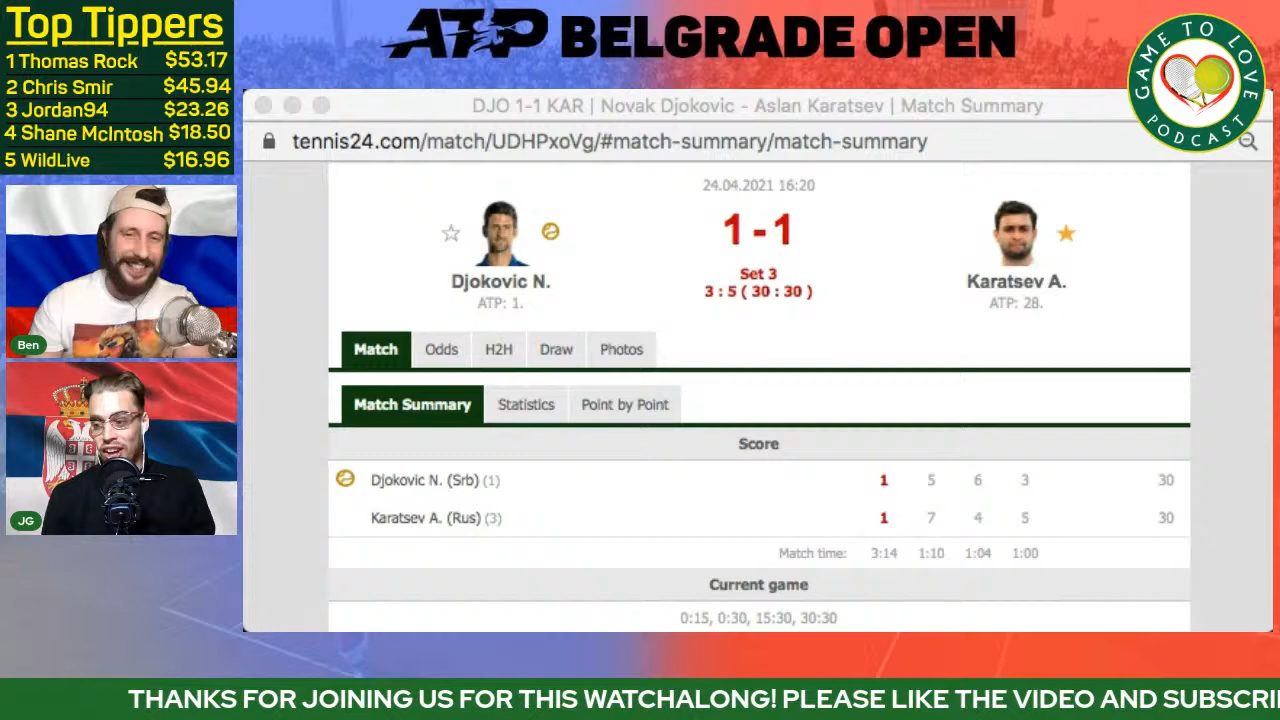 Top Tippers
1 Thomas Rock $53.17
2 Chris Smir $45.94
3 Jordan94 $23.26
4 Shane McIntosh $18.50
5 WildLive $16.96
ATP BELGRADE OPEN
GAME TO LOVE
PODCAST
DJO 1-1 KAR | Novak Djokovic - Aslan Karatsev | Match Summary
tennis24.com/match/UDHPxoVg/#match-summary/match-summary
24.04.2021 16:20
1 - 1
Set 3
3 : 5 ( 30 : 30 )
Djokovic N.
ATP: 1.
Karatsev A.
ATP: 28.
Match Odds H2H Draw Photos
Match Summary Statistics Point by Point
Score
Djokovic N. (Srb) (1) 1 5 6 3 30
Karatsev A. (Rus) (3) 1 7 4 5 30
Match time: 3:14 1:10 1:04 1:00
Current game
0:15, 0:30, 15:30, 30:30
Ben
JG
THANKS FOR JOINING US FOR THIS WATCHALONG! PLEASE LIKE THE VIDEO AND SUBSCRI